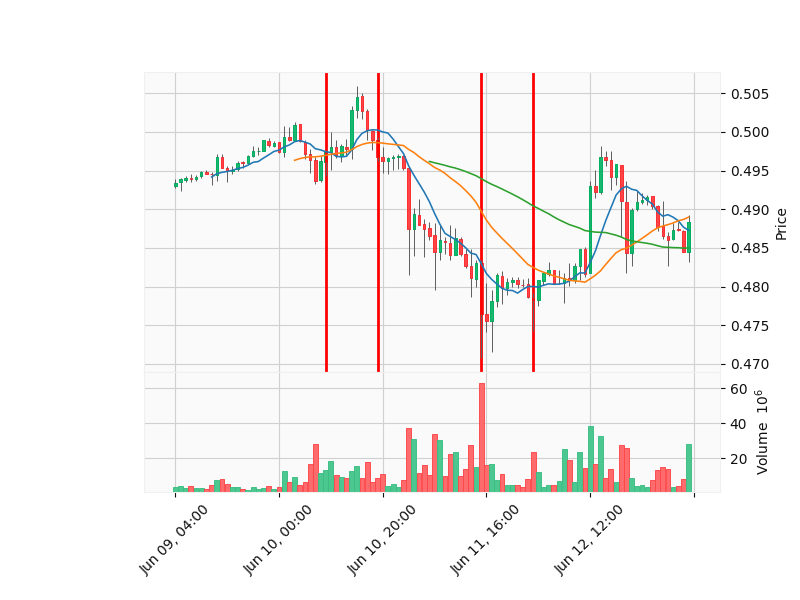 0.505
0.500
0.495
0.490
0.485
0.480
0.475
0.470
Price
60
40
20
Volume 10^6
Jun 09, 04:00
Jun 10, 00:00
Jun 10, 20:00
Jun 11, 16:00
Jun 12, 12:00